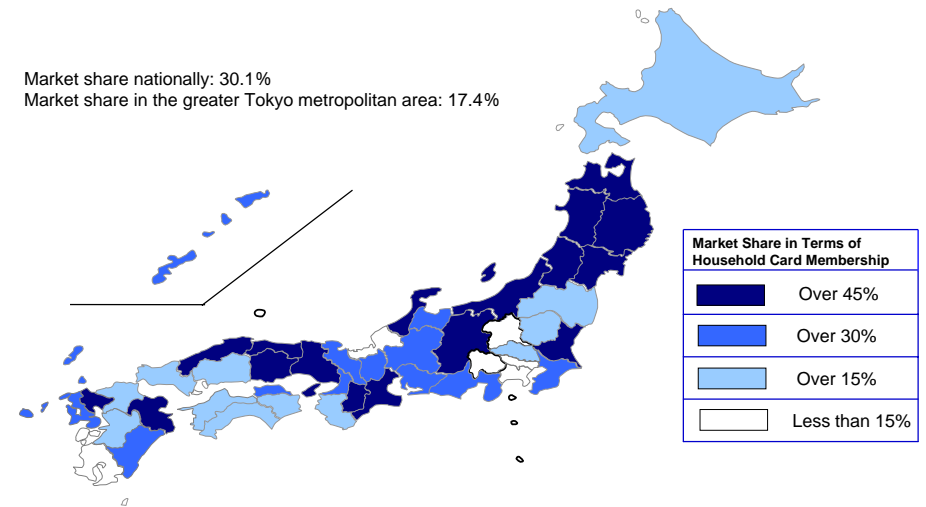 Market share nationally: 30.1%
Market share in the greater Tokyo metropolitan area: 17.4%
Market Share in Terms of
Household Card Membership
Over 45%
Over 30%
Over 15%
Less than 15%